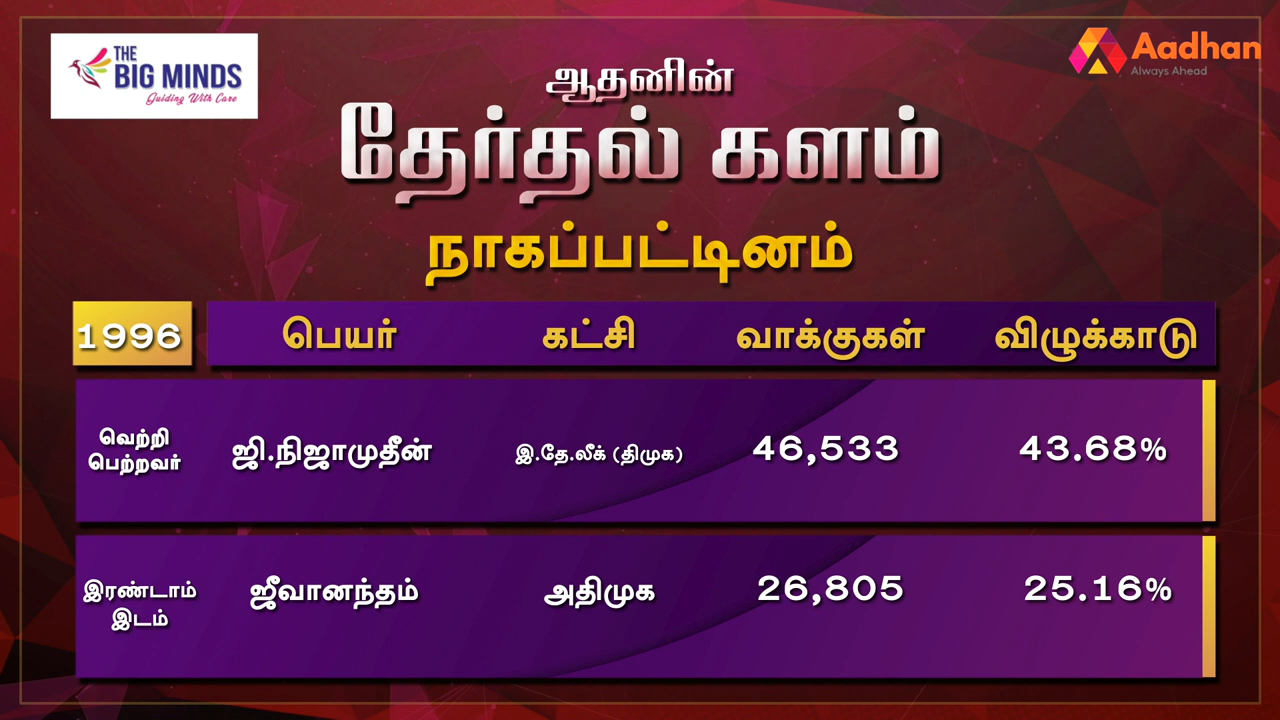 THE
BIG MINDS
Guiding With Care
Aadhan
Always Ahead
ஆதனின்
தேர்தல் களம்
நாகப்பட்டினம்
1996 பெயர் கட்சி வாக்குகள் விழுக்காடு
வெற்றி
பெற்றவர் ஜி.நிஜாமுதீன் இ.தே.லீக் (திமுக) 46,533 43.68%
இரண்டாம்
இடம் ஜீவானந்தம் அதிமுக 26,805 25.16%